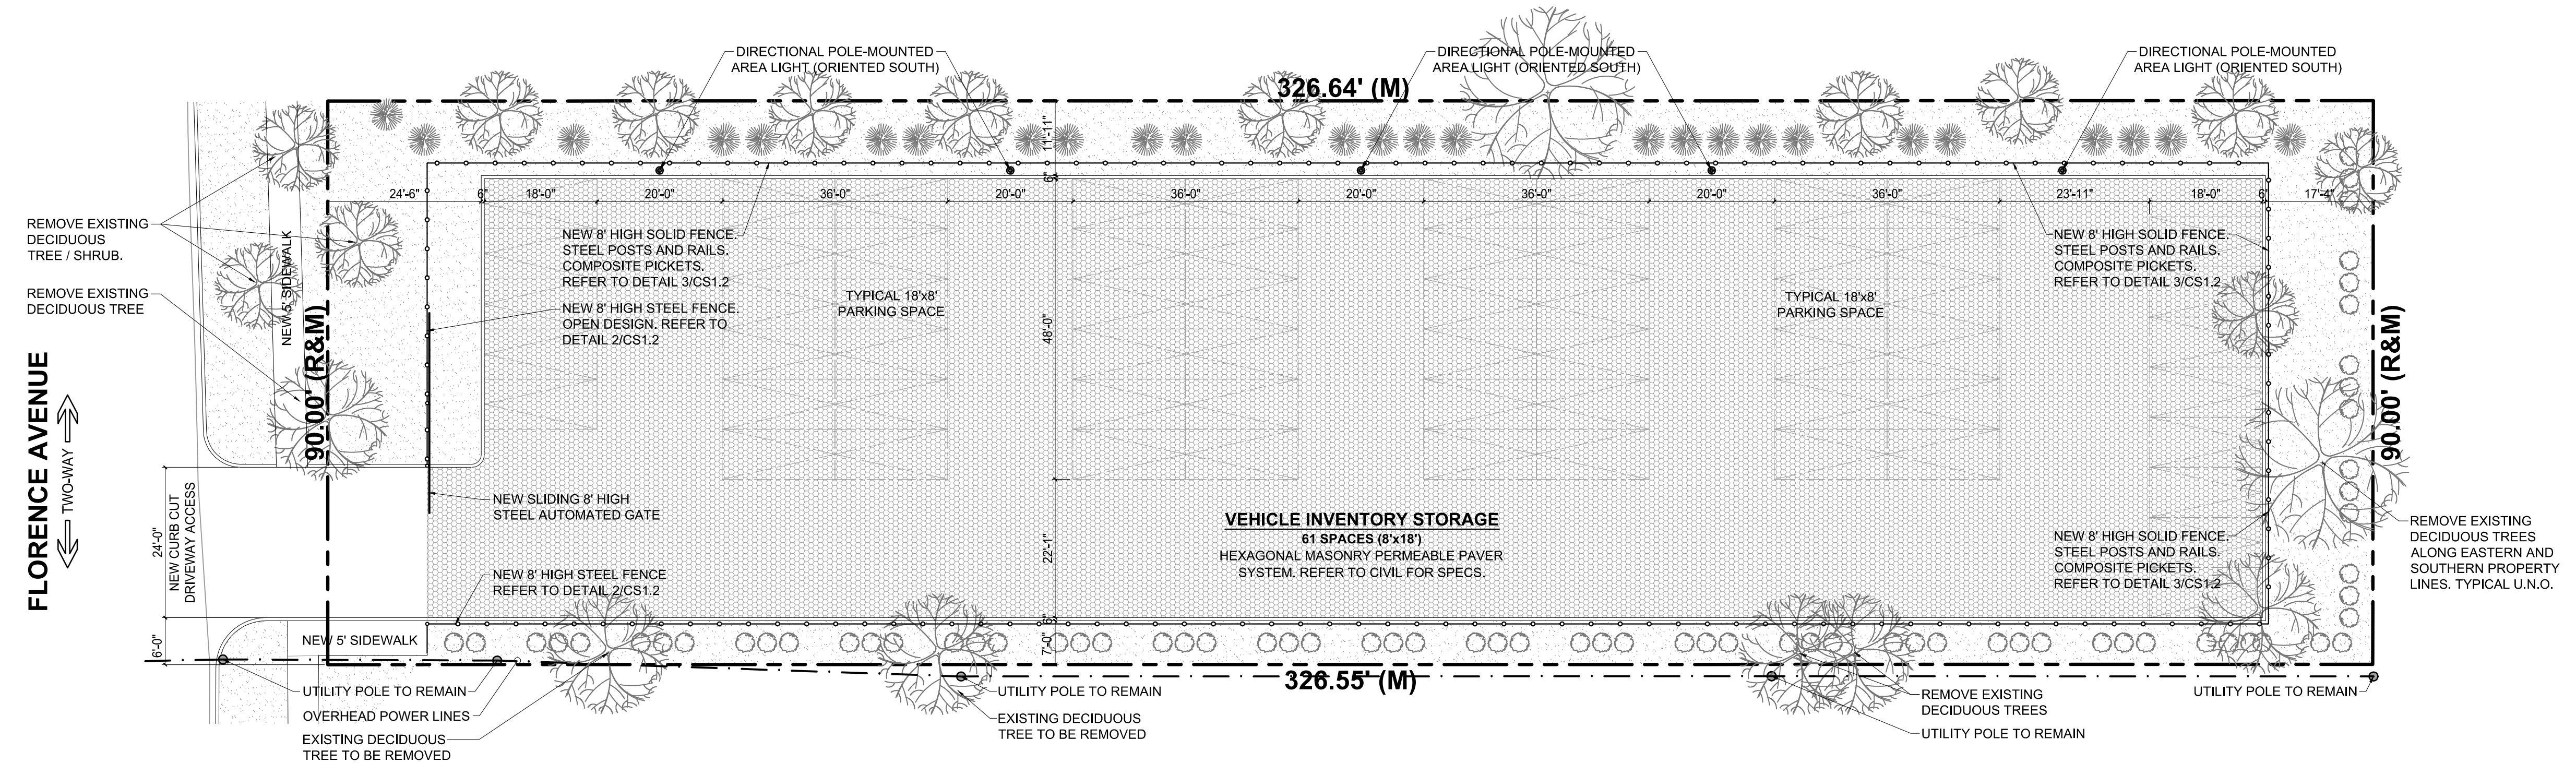 DIRECTIONAL POLE-MOUNTED
AREA LIGHT (ORIENTED SOUTH)
DIRECTIONAL POLE-MOUNTED
AREA LIGHT (ORIENTED SOUTH)
DIRECTIONAL POLE-MOUNTED
AREA LIGHT (ORIENTED SOUTH)
326.64' (M)
11'-11"
6"
24'-6"
6"
18'-0"
20'-0"
36'-0"
20'-0"
36'-0"
20'-0"
36'-0"
20'-0"
36'-0"
23'-11"
18'-0"
6"
17'-4"
REMOVE EXISTING
DECIDUOUS
TREE / SHRUB.
REMOVE EXISTING
DECIDUOUS TREE
NEW 5' SIDEWALK
90.00' (R&M)
NEW 8' HIGH SOLID FENCE.
STEEL POSTS AND RAILS.
COMPOSITE PICKETS.
REFER TO DETAIL 3/CS1.2
NEW 8' HIGH STEEL FENCE.
OPEN DESIGN. REFER TO
DETAIL 2/CS1.2
TYPICAL 18'x8'
PARKING SPACE
48'-0"
TYPICAL 18'x8'
PARKING SPACE
NEW 8' HIGH SOLID FENCE.
STEEL POSTS AND RAILS.
COMPOSITE PICKETS.
REFER TO DETAIL 3/CS1.2
90.00' (R&M)
FLORENCE AVENUE
TWO-WAY
24'-0"
NEW CURB CUT
DRIVEWAY ACCESS
6'-0"
NEW SLIDING 8' HIGH
STEEL AUTOMATED GATE
22'-1"
VEHICLE INVENTORY STORAGE
61 SPACES (8'x18')
HEXAGONAL MASONRY PERMEABLE PAVER
SYSTEM. REFER TO CIVIL FOR SPECS.
NEW 8' HIGH SOLID FENCE.
STEEL POSTS AND RAILS.
COMPOSITE PICKETS.
REFER TO DETAIL 3/CS1.2
REMOVE EXISTING
DECIDUOUS TREES
ALONG EASTERN AND
SOUTHERN PROPERTY
LINES. TYPICAL U.N.O.
NEW 8' HIGH STEEL FENCE
REFER TO DETAIL 2/CS1.2
6"
7'-0"
NEW 5' SIDEWALK
326.55' (M)
UTILITY POLE TO REMAIN
OVERHEAD POWER LINES
EXISTING DECIDUOUS
TREE TO BE REMOVED
UTILITY POLE TO REMAIN
EXISTING DECIDUOUS
TREE TO BE REMOVED
REMOVE EXISTING
DECIDUOUS TREES
UTILITY POLE TO REMAIN
UTILITY POLE TO REMAIN